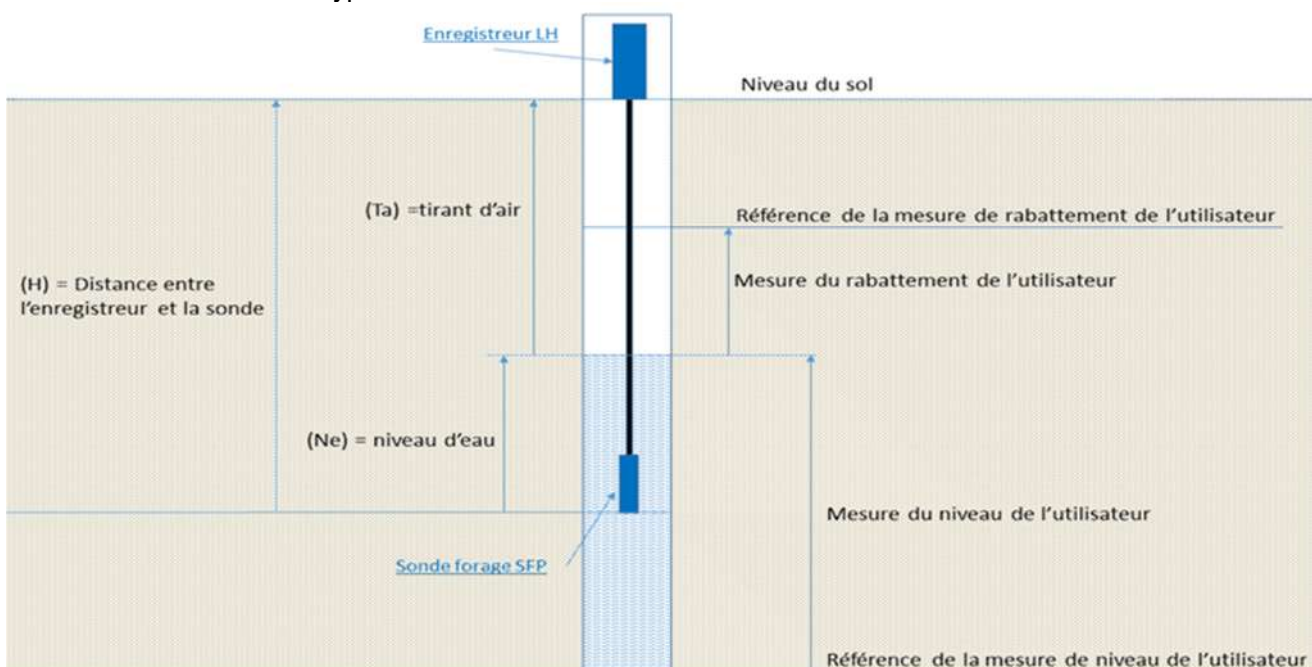 Enregistreur LH
Niveau du sol
(Ta) =tirant d'air
Référence de la mesure de rabattement de l'utilisateur
(H) = Distance entre
l'enregistreur et la sonde
Mesure du rabattement de l'utilisateur
(Ne) = niveau d'eau
Mesure du niveau de l'utilisateur
Sonde forage SFP
Référence de la mesure de niveau de l'utilisateur